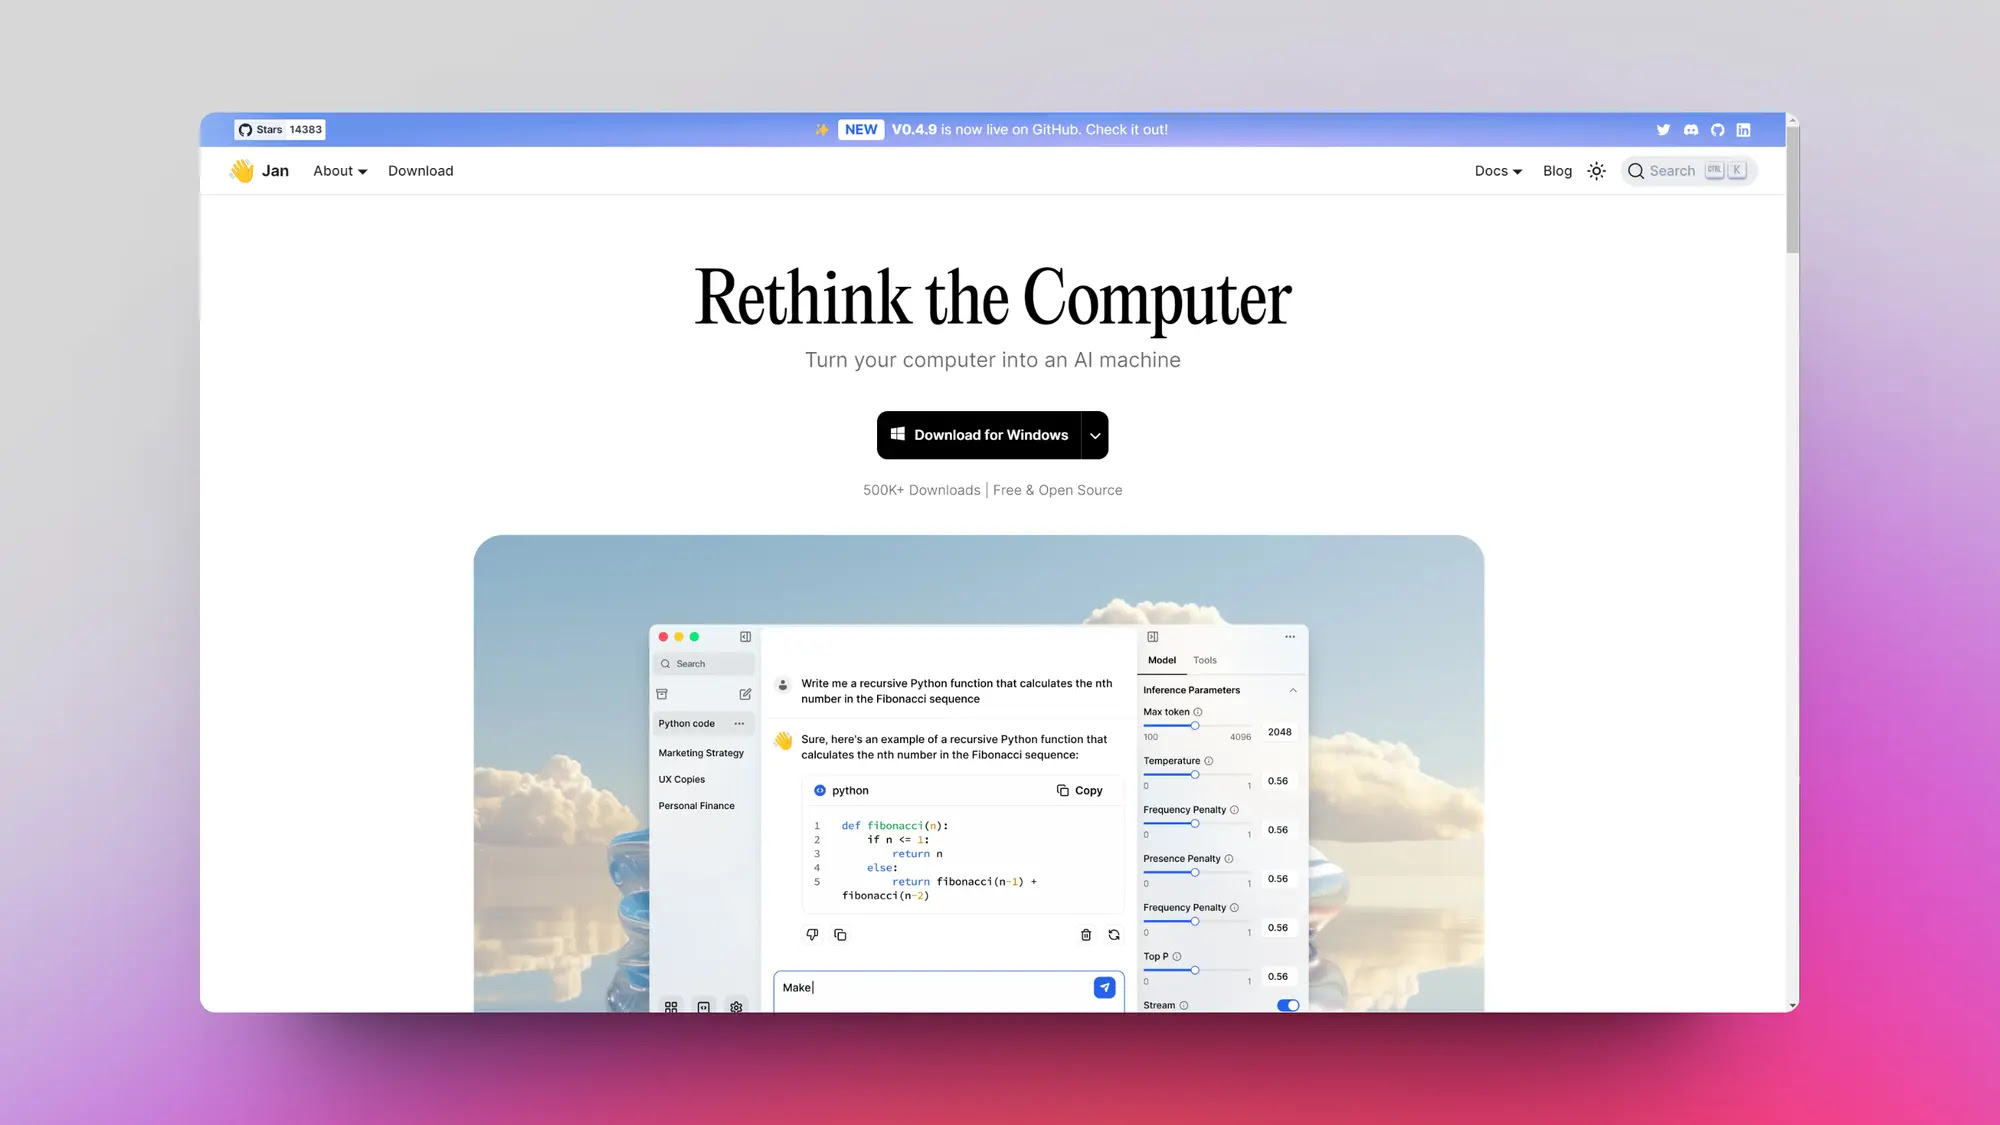 Stars 14383
NEW V0.4.9 is now live on GitHub. Check it out!
Jan About Download
Docs Blog Search CTRL K
Rethink the Computer
Turn your computer into an AI machine
Download for Windows
500K+ Downloads | Free & Open Source
Search
Python code
Marketing Strategy
UX Copies
Personal Finance
Write me a recursive Python function that calculates the nth
number in the Fibonacci sequence
Sure, here's an example of a recursive Python function that
calculates the nth number in the Fibonacci sequence:
python Copy
1 def fibonacci(n):
2 if n <= 1:
3 return n
4 else:
5 return fibonacci(n-1) +
fibonacci(n-2)
Make
Model Tools
Inference Parameters
Max token
2048
100 4096
Temperature
0.56
0 1
Frequency Penalty
0.56
0 1
Presence Penalty
0.56
0 1
Frequency Penalty
0.56
0 1
Top P
0.56
0 1
Stream